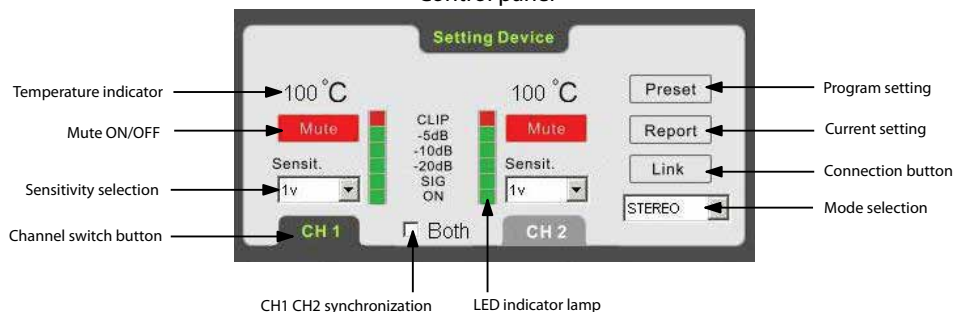 Setting Device
Temperature indicator
100 °C
100 °C
Preset
Program setting
Mute ON/OFF
Mute
CLIP
-5dB
-10dB
-20dB
SIG
ON
Mute
Report
Current setting
Sensit.
Sensit.
Link
Connection button
Sensitivity selection
1v
1v
STEREO
Mode selection
Channel switch button
CH 1
Both
CH 2
CH1 CH2 synchronization
LED indicator lamp